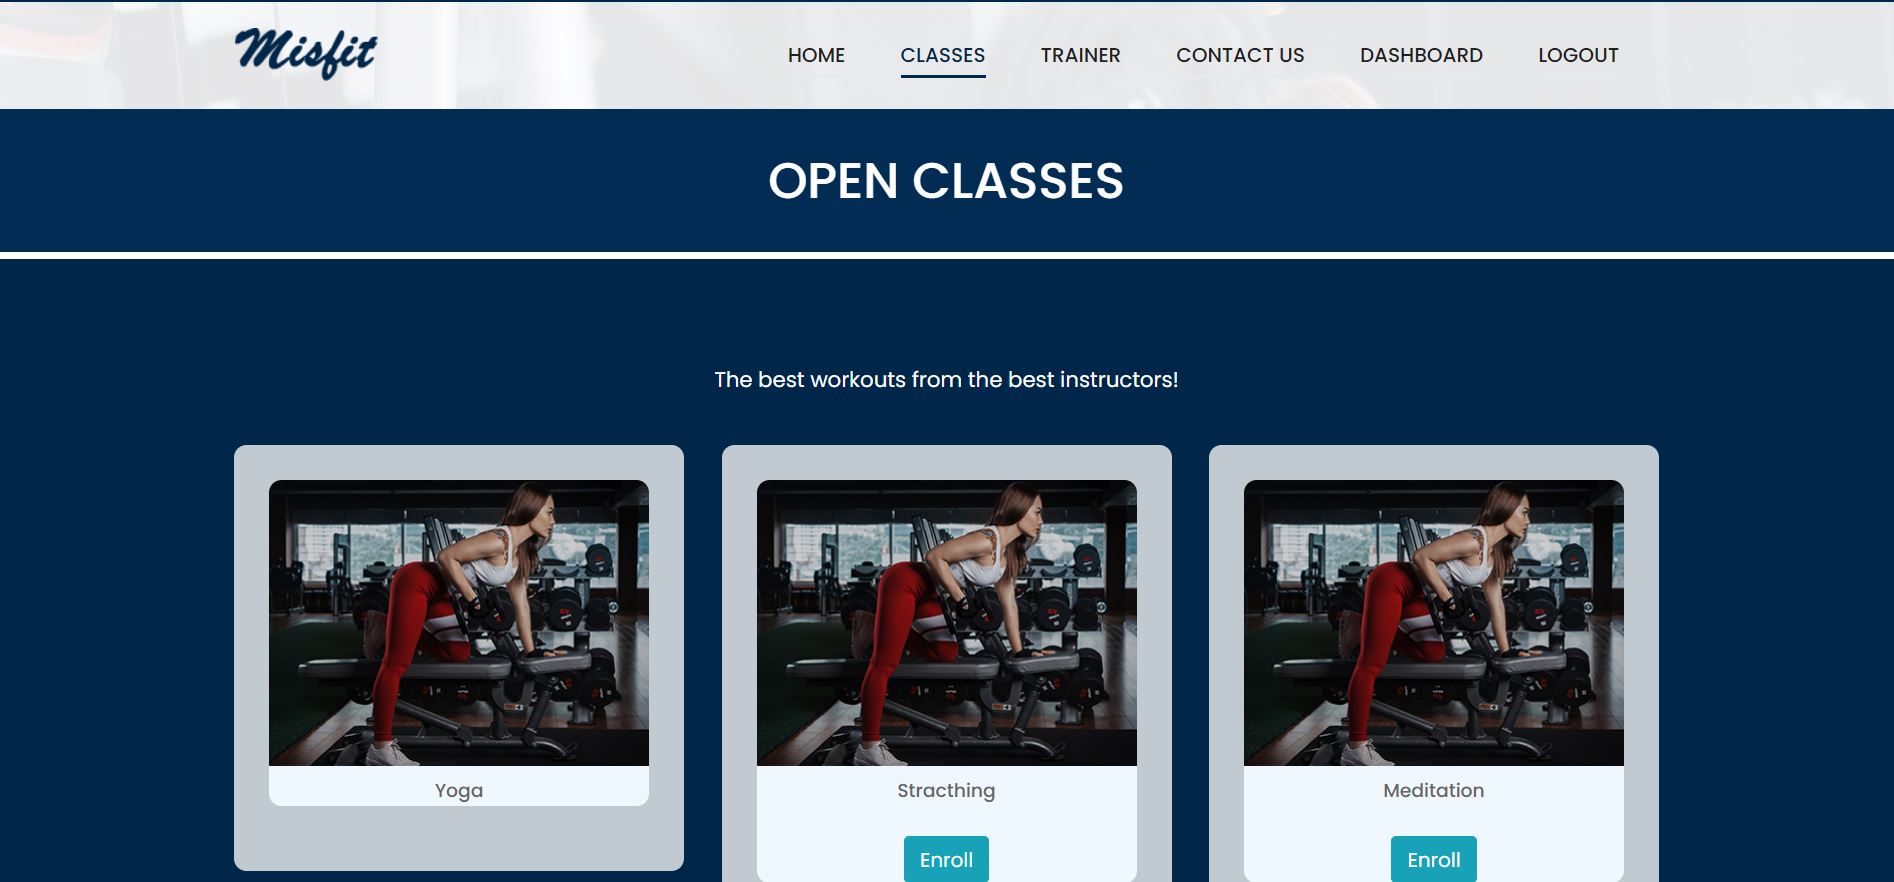 Misfit
HOME CLASSES TRAINER CONTACT US DASHBOARD LOGOUT
OPEN CLASSES
The best workouts from the best instructors!
Yoga
Stracthing
Meditation
Enroll
Enroll